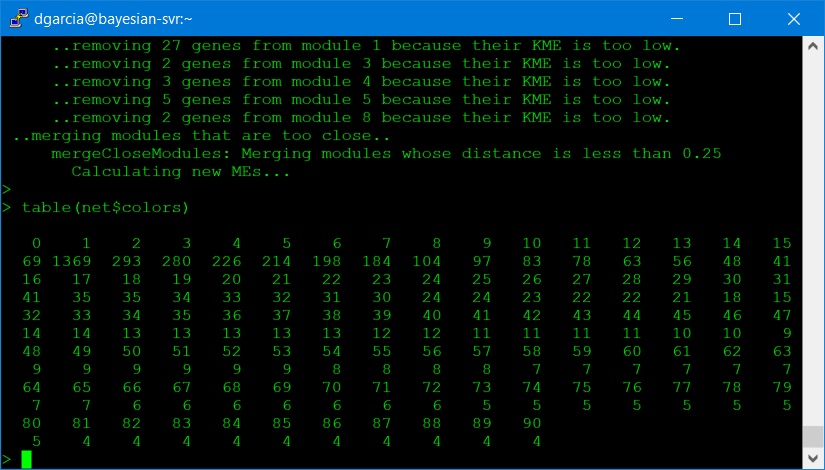 dgarcia@bayesian-svr:~
..removing 27 genes from module 1 because their KME is too low.
..removing 2 genes from module 3 because their KME is too low.
..removing 3 genes from module 4 because their KME is too low.
..removing 5 genes from module 5 because their KME is too low.
..removing 2 genes from module 8 because their KME is too low.
..merging modules that are too close..
mergeCloseModules: Merging modules whose distance is less than 0.25
Calculating new MEs...
>
> table(net$colors)
0 1 2 3 4 5 6 7 8 9 10 11 12 13 14 15
69 1369 293 280 226 214 198 184 104 97 83 78 63 56 48 41
16 17 18 19 20 21 22 23 24 25 26 27 28 29 30 31
41 35 35 34 33 32 31 30 24 24 23 22 22 21 18 15
32 33 34 35 36 37 38 39 40 41 42 43 44 45 46 47
14 14 13 13 13 13 13 12 12 11 11 11 11 10 10 9
48 49 50 51 52 53 54 55 56 57 58 59 60 61 62 63
9 9 9 9 9 9 8 8 8 8 7 7 7 7 7 7
64 65 66 67 68 69 70 71 72 73 74 75 76 77 78 79
7 7 6 6 6 6 6 6 6 5 5 5 5 5 5 5
80 81 82 83 84 85 86 87 88 89 90
5 4 4 4 4 4 4 4 4 4 4
>